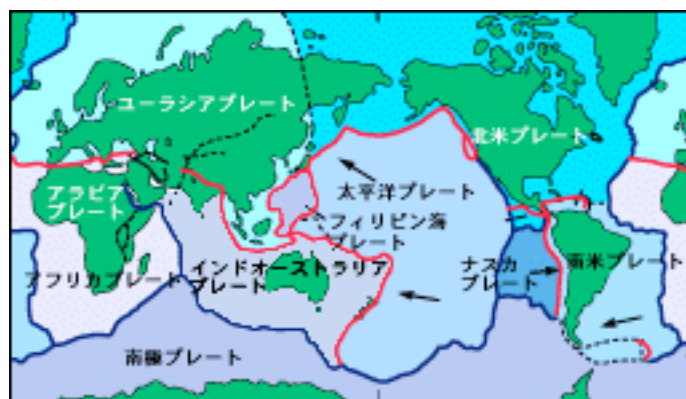 ユーラシアプレート
北米プレート
アラビア
プレート
太平洋プレート
フィリピン海
プレート
アフリカプレート
インドオーストラリア
プレート
ナスカ
プレート
南米プレート
南極プレート